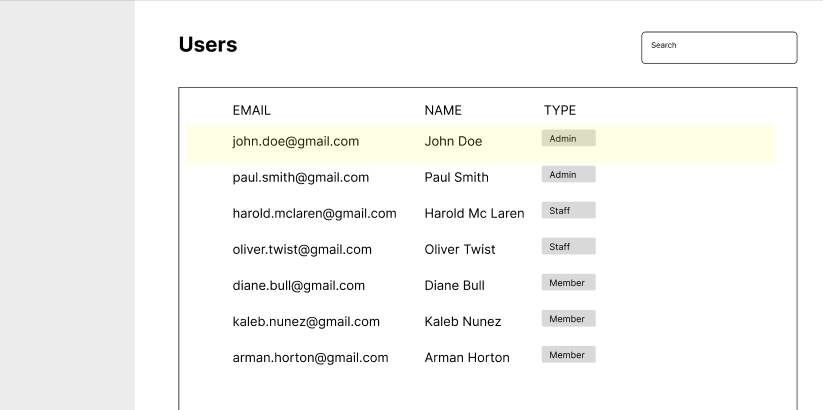 Users
Search
EMAIL NAME TYPE
john.doe@gmail.com John Doe Admin
paul.smith@gmail.com Paul Smith Admin
harold.mclaren@gmail.com Harold Mc Laren Staff
oliver.twist@gmail.com Oliver Twist Staff
diane.bull@gmail.com Diane Bull Member
kaleb.nunez@gmail.com Kaleb Nunez Member
arman.horton@gmail.com Arman Horton Member